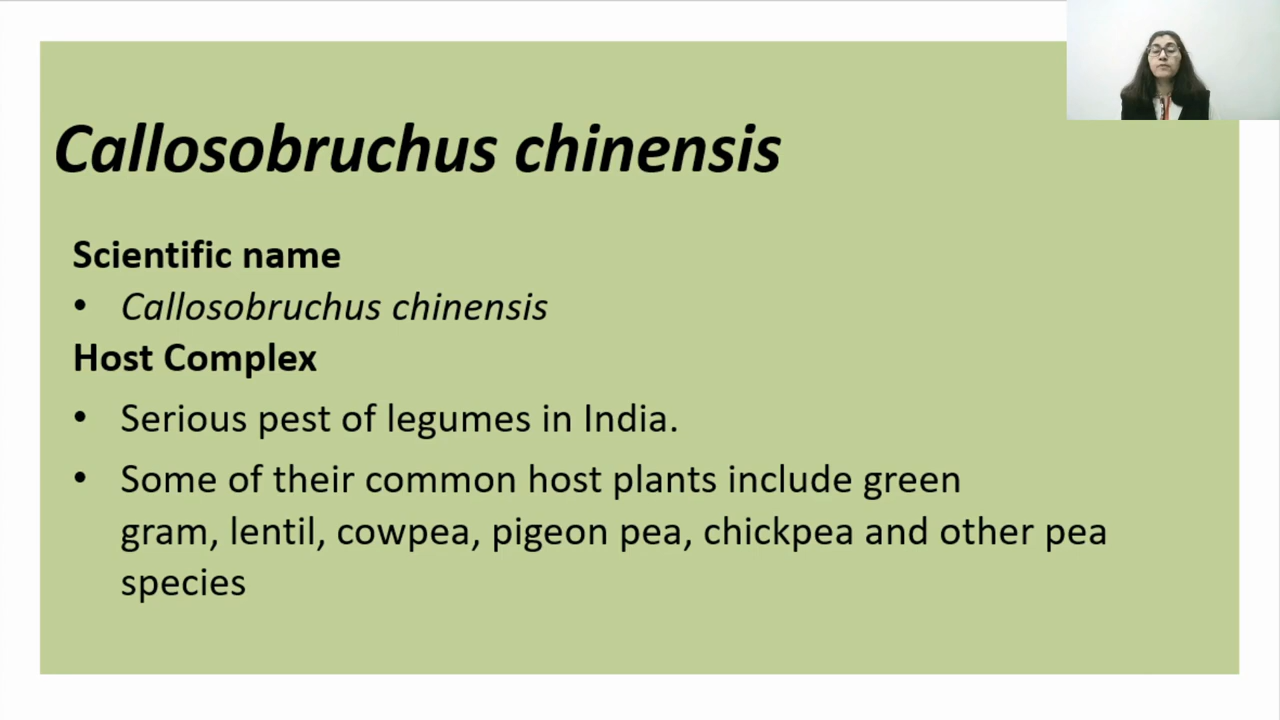 Callosobruchus chinensis
Scientific name
• Callosobruchus chinensis
Host Complex
• Serious pest of legumes in India.
• Some of their common host plants include green
gram, lentil, cowpea, pigeon pea, chickpea and other pea
species